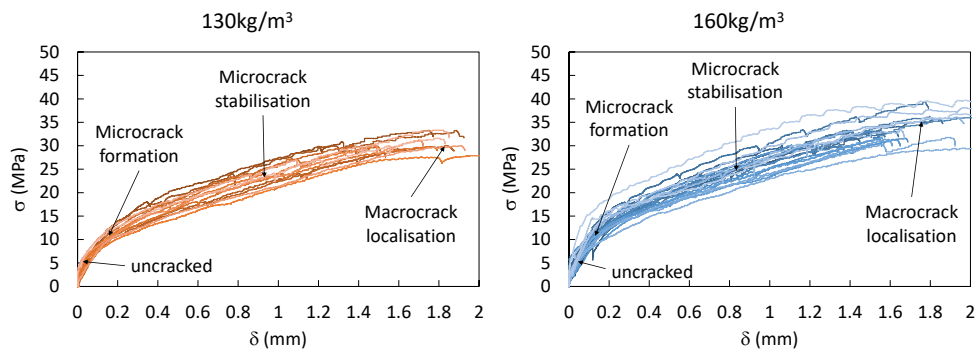 130kg/m³
50
45
40
35
30
25
20
15
10
5
0
σ (MPa)
Microcrack
stabilisation
Microcrack
formation
Macrocrack
localisation
uncracked
0 0.2 0.4 0.6 0.8 1 1.2 1.4 1.6 1.8 2
δ (mm)
160kg/m³
50
45
40
35
30
25
20
15
10
5
0
σ (MPa)
Microcrack
stabilisation
Microcrack
formation
Macrocrack
localisation
uncracked
0 0.2 0.4 0.6 0.8 1 1.2 1.4 1.6 1.8 2
δ (mm)